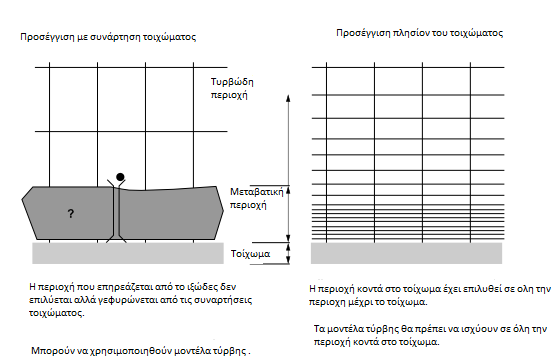 Προσέγγιση με συνάρτηση τοιχώματος
Προσέγγιση πλησίον του τοιχώματος
Τυρβώδη
περιοχή
Μεταβατική
περιοχή
?
Τοίχωμα
Η περιοχή που επηρεάζεται από το ιξώδες δεν
επιλύεται αλλά γεφυρώνεται από τις συναρτήσεις
τοιχώματος.
Μπορούν να χρησιμοποιηθούν μοντέλα τύρβης .
Η περιοχή κοντά στο τοίχωμα έχει επιλυθεί σε ολη την
περιοχη μέχρι το τοίχωμα.
Τα μοντέλα τύρβης θα πρέπει να ισχύουν σε όλη την
περιοχή κοντά στο τοίχωμα.